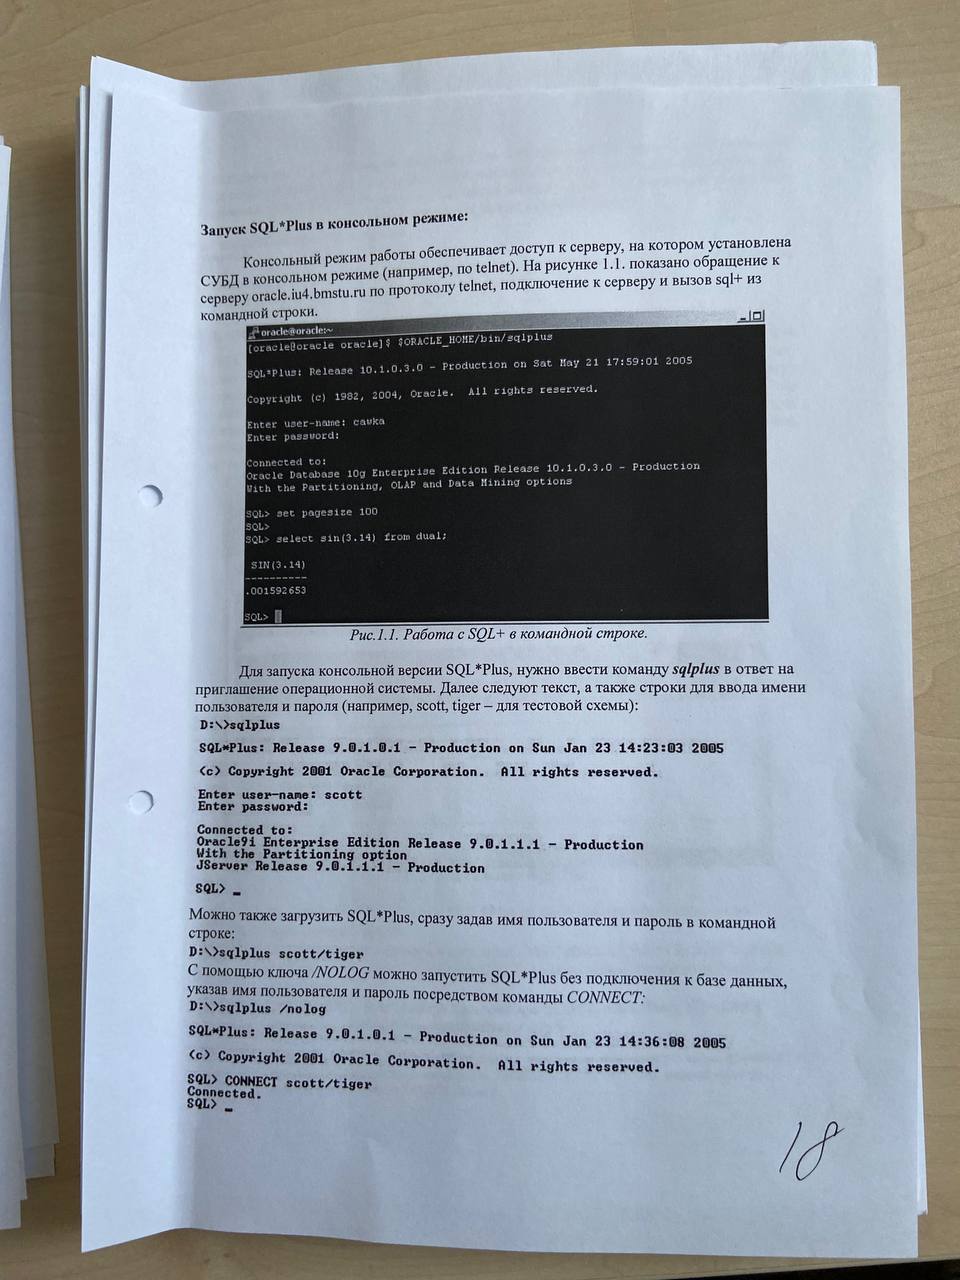 Запуск SQL*Plus в консольном режиме:
Консольный режим работы обеспечивает доступ к серверу, на котором установлена
СУБД в консольном режиме (например, по telnet). На рисунке 1.1. показано обращение к
серверу oracle.iu4.bmstu.ru по протоколу telnet, подключение к серверу и вызов sql+ из
командной строки.
oracle@oracle:~
[oracle@oracle oracle]$ $ORACLE_HOME/bin/sqlplus
SQL*Plus: Release 10.1.0.3.0 - Production on Sat May 21 17:59:01 2005
Copyright (c) 1982, 2004, Oracle.  All rights reserved.
Enter user-name: cawka
Enter password:
Connected to:
Oracle Database 10g Enterprise Edition Release 10.1.0.3.0 - Production
With the Partitioning, OLAP and Data Mining options
SQL> set pagesize 100
SQL>
SQL> select sin(3.14) from dual;
SIN(3.14)
----------
.001592653
SQL>
Рис.1.1. Работа с SQL+ в командной строке.
Для запуска консольной версии SQL*Plus, нужно ввести команду sqlplus в ответ на
приглашение операционной системы. Далее следуют текст, а также строки для ввода имени
пользователя и пароля (например, scott, tiger – для тестовой схемы):
D:\>sqlplus
SQL*Plus: Release 9.0.1.0.1 - Production on Sun Jan 23 14:23:03 2005
(c) Copyright 2001 Oracle Corporation.  All rights reserved.
Enter user-name: scott
Enter password:
Connected to:
Oracle9i Enterprise Edition Release 9.0.1.1.1 - Production
With the Partitioning option
JServer Release 9.0.1.1.1 - Production
SQL> _
Можно также загрузить SQL*Plus, сразу задав имя пользователя и пароль в командной
строке:
D:\>sqlplus scott/tiger
С помощью ключа /NOLOG можно запустить SQL*Plus без подключения к базе данных,
указав имя пользователя и пароль посредством команды CONNECT:
D:\>sqlplus /nolog
SQL*Plus: Release 9.0.1.0.1 - Production on Sun Jan 23 14:36:08 2005
(c) Copyright 2001 Oracle Corporation.  All rights reserved.
SQL> CONNECT scott/tiger
Connected.
SQL> _
18